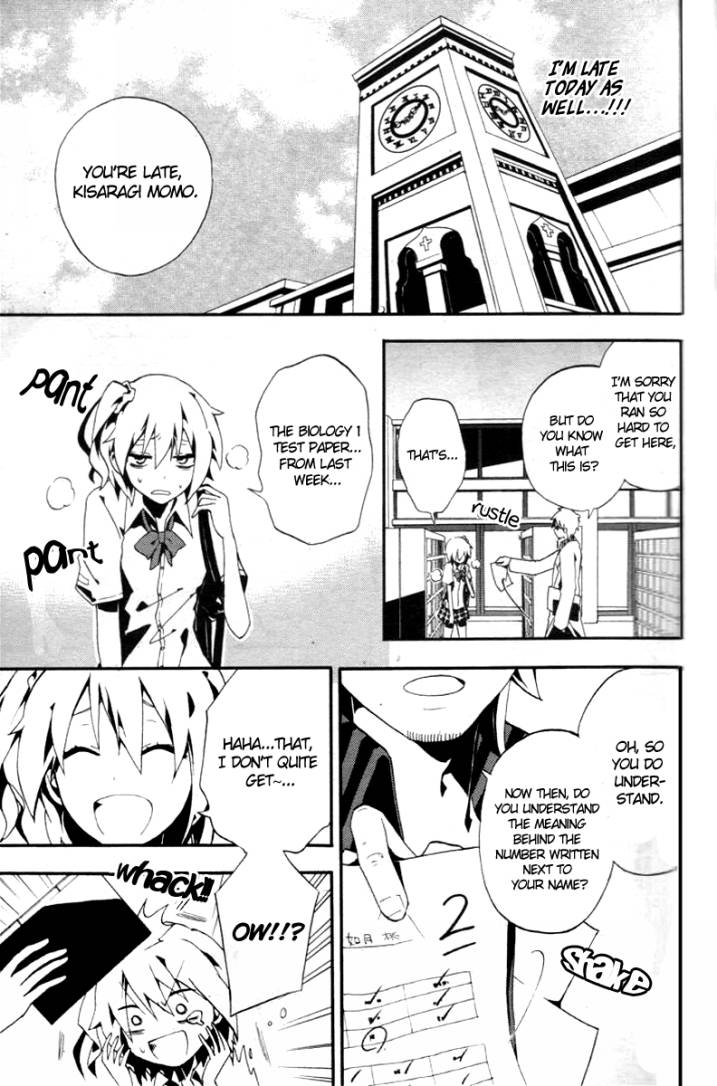 I'M LATE
TODAY AS
WELL...!!!
YOU'RE LATE,
KISARAGI MOMO.
I'M SORRY
THAT YOU
RAN SO
HARD TO
GET HERE,
BUT DO
YOU KNOW
WHAT
THIS IS?
rustle
THAT'S...
THE BIOLOGY 1
TEST PAPER...
FROM LAST
WEEK...
pant
pant
OH, SO
YOU DO
UNDER-
STAND.
NOW THEN, DO
YOU UNDERSTAND
THE MEANING
BEHIND THE
NUMBER WRITTEN
NEXT TO
YOUR NAME?
2
如月 桃
shake
HAHA...THAT,
I DON'T QUITE
GET~...
whack!!
OW!!?